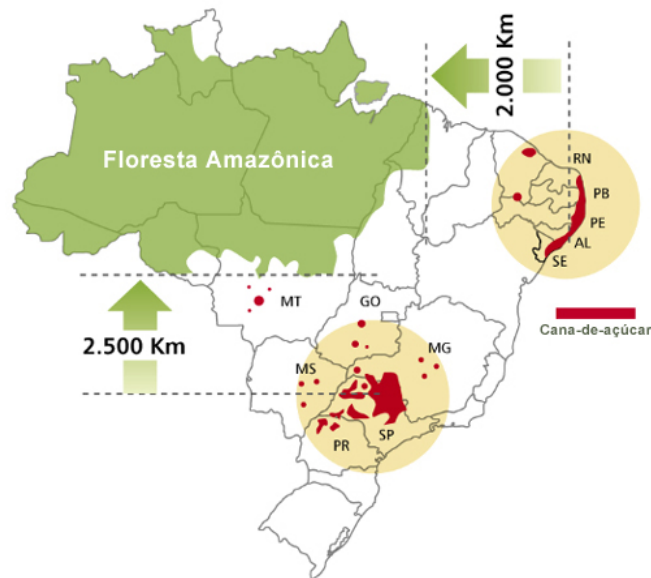 2.000 Km
Floresta Amazônica
RN
PB
PE
AL
SE
MT
GO
Cana-de-açúcar
2.500 Km
MG
MS
SP
PR